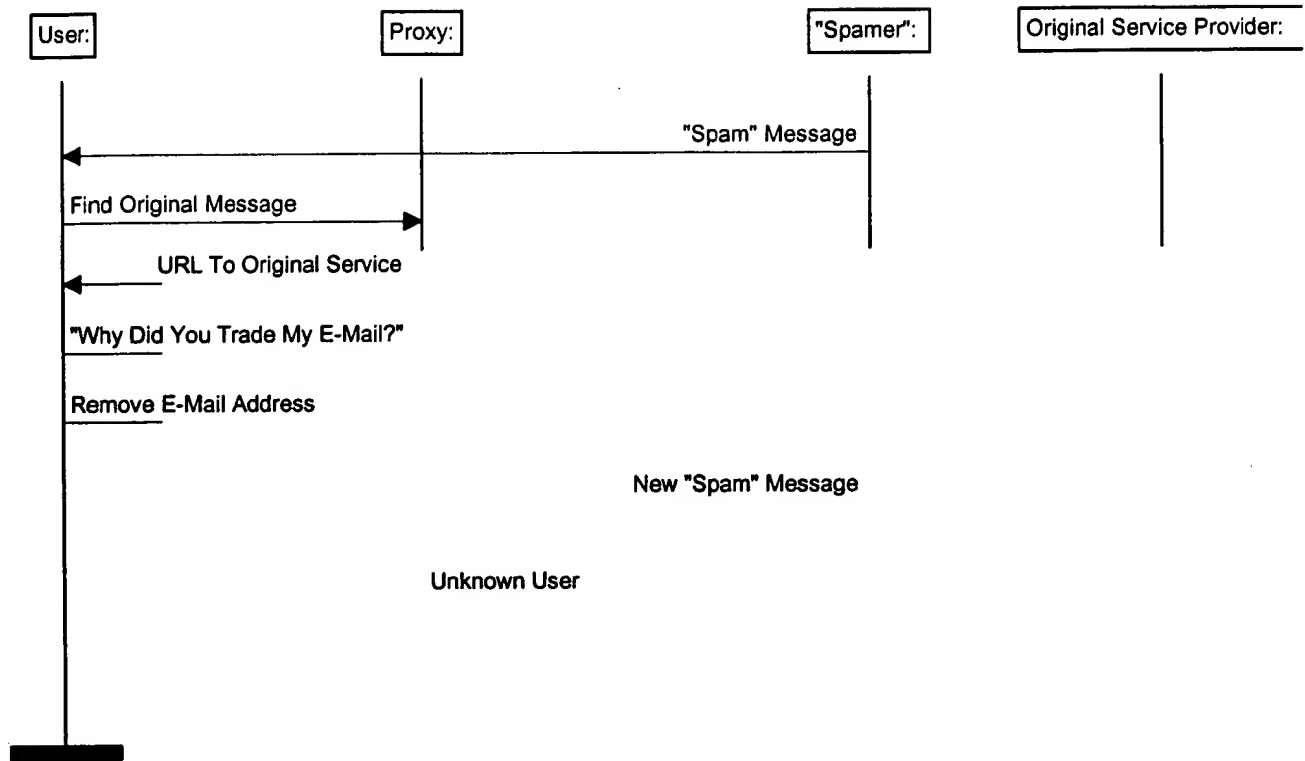 User:
Proxy:
"Spamer":
Original Service Provider:
"Spam" Message
Find Original Message
URL To Original Service
"Why Did You Trade My E-Mail?"
Remove E-Mail Address
New "Spam" Message
Unknown User